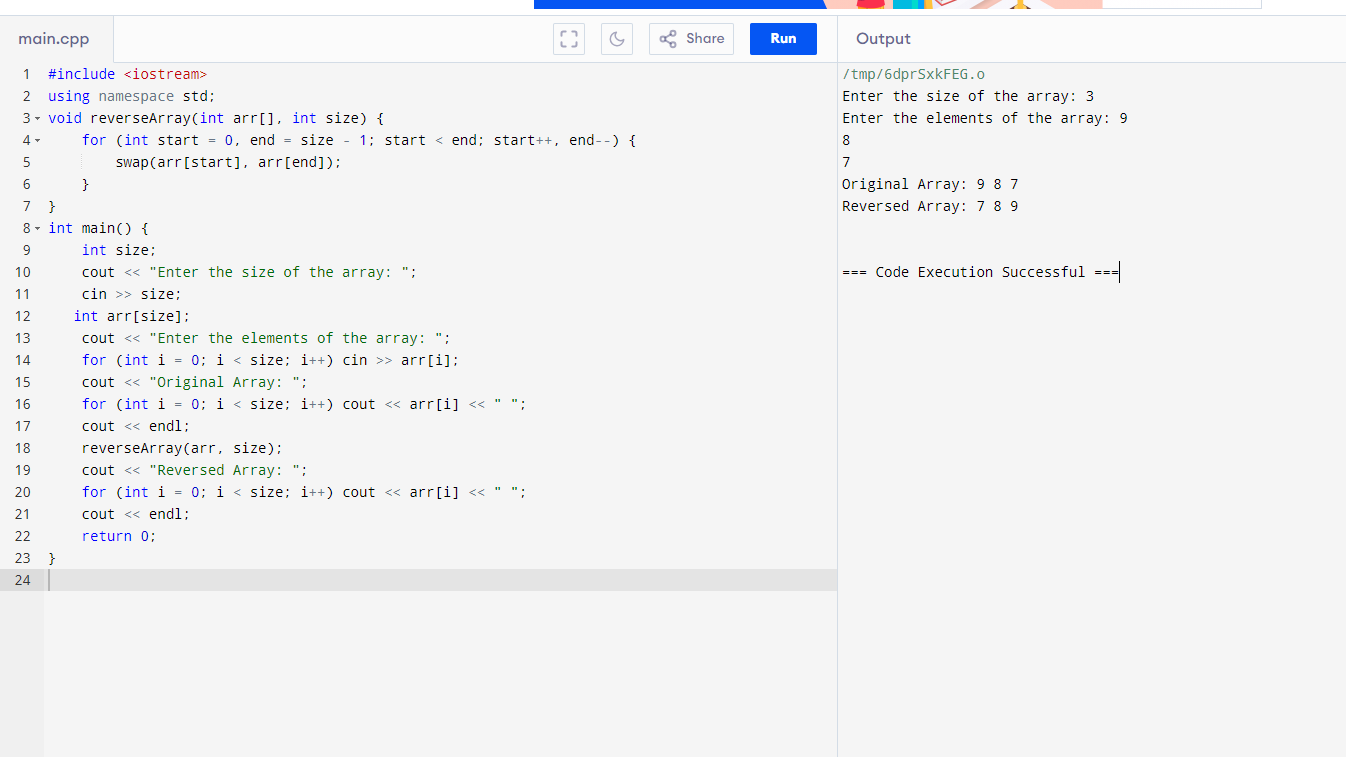 main.cpp
Share
Run
Output
1 #include <iostream>
2 using namespace std;
3 void reverseArray(int arr[], int size) {
4     for (int start = 0, end = size - 1; start < end; start++, end--) {
5         swap(arr[start], arr[end]);
6     }
7 }
8 int main() {
9     int size;
10     cout << "Enter the size of the array: ";
11     cin >> size;
12    int arr[size];
13     cout << "Enter the elements of the array: ";
14     for (int i = 0; i < size; i++) cin >> arr[i];
15     cout << "Original Array: ";
16     for (int i = 0; i < size; i++) cout << arr[i] << " ";
17     cout << endl;
18     reverseArray(arr, size);
19     cout << "Reversed Array: ";
20     for (int i = 0; i < size; i++) cout << arr[i] << " ";
21     cout << endl;
22     return 0;
23 }
24
/tmp/6dprSxkFEG.o
Enter the size of the array: 3
Enter the elements of the array: 9
8
7
Original Array: 9 8 7
Reversed Array: 7 8 9
=== Code Execution Successful ===